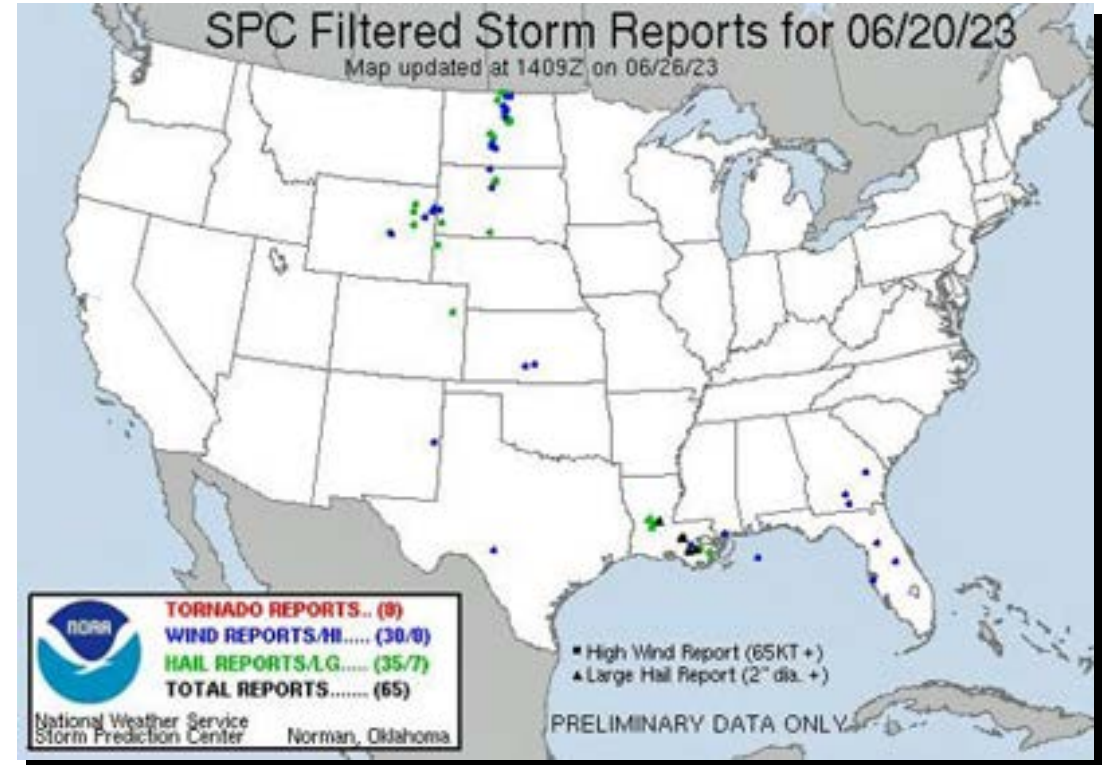 SPC Filtered Storm Reports for 06/20/23
Map updated at 1409Z on 06/26/23
NOAA
TORNADO REPORTS.. (0)
WIND REPORTS/HI..... (30/0)
HAIL REPORTS/LG..... (35/7)
TOTAL REPORTS....... (65)
National Weather Service
Storm Prediction Center Norman, Oklahoma
High Wind Report (65KT +)
Large Hail Report (2" dia. +)
PRELIMINARY DATA ONLY